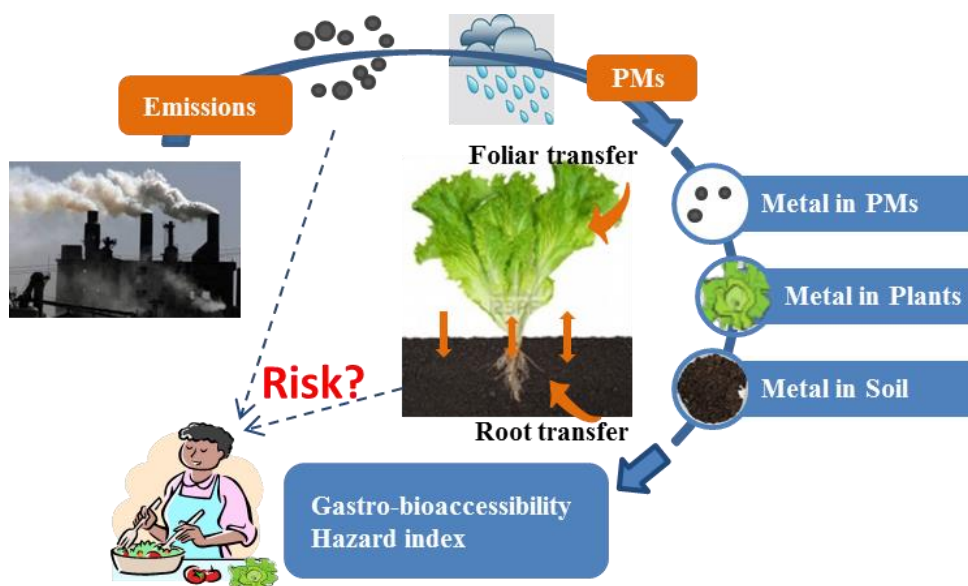 Emissions
PMs
Foliar transfer
Metal in PMs
Metal in Plants
Metal in Soil
Risk?
Root transfer
Gastro-bioaccessibility
Hazard index